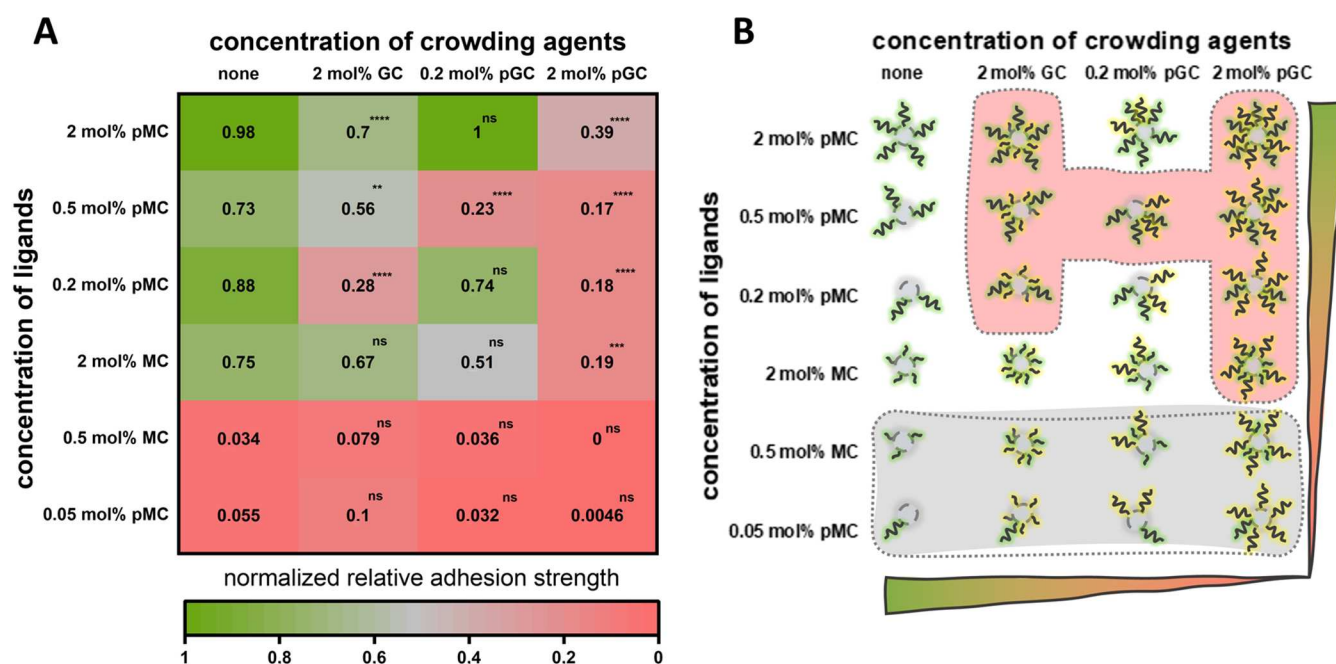 A
concentration of crowding agents
none 2 mol% GC 0.2 mol% pGC 2 mol% pGC
concentration of ligands
2 mol% pMC 0.98 0.7**** 1 ns 0.39****
0.5 mol% pMC 0.73 0.56** 0.23**** 0.17****
0.2 mol% pMC 0.88 0.28**** 0.74 ns 0.18****
2 mol% MC 0.75 0.67 ns 0.51 ns 0.19***
0.5 mol% MC 0.034 0.079 ns 0.036 ns 0 ns
0.05 mol% pMC 0.055 0.1 ns 0.032 ns 0.0046 ns
normalized relative adhesion strength
1 0.8 0.6 0.4 0.2 0
B
concentration of crowding agents
none 2 mol% GC 0.2 mol% pGC 2 mol% pGC
concentration of ligands
2 mol% pMC
0.5 mol% pMC
0.2 mol% pMC
2 mol% MC
0.5 mol% MC
0.05 mol% pMC